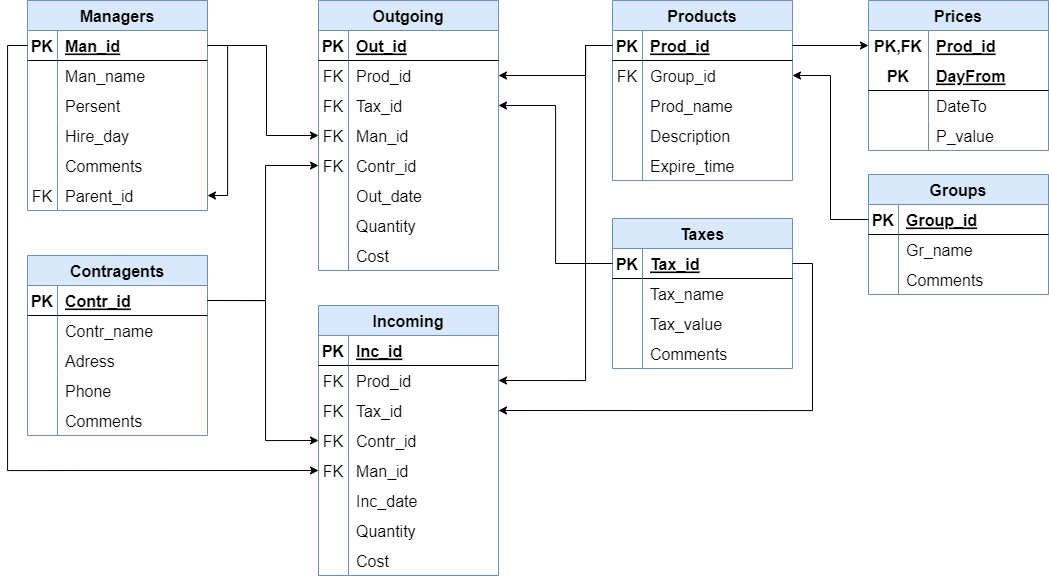 Managers
PK Man_id
Man_name
Persent
Hire_day
Comments
FK Parent_id
Contragents
PK Contr_id
Contr_name
Adress
Phone
Comments
Outgoing
PK Out_id
FK Prod_id
FK Tax_id
FK Man_id
FK Contr_id
Out_date
Quantity
Cost
Incoming
PK Inc_id
FK Prod_id
FK Tax_id
FK Contr_id
FK Man_id
Inc_date
Quantity
Cost
Products
PK Prod_id
FK Group_id
Prod_name
Description
Expire_time
Taxes
PK Tax_id
Tax_name
Tax_value
Comments
Prices
PK,FK Prod_id
PK DayFrom
DateTo
P_value
Groups
PK Group_id
Gr_name
Comments